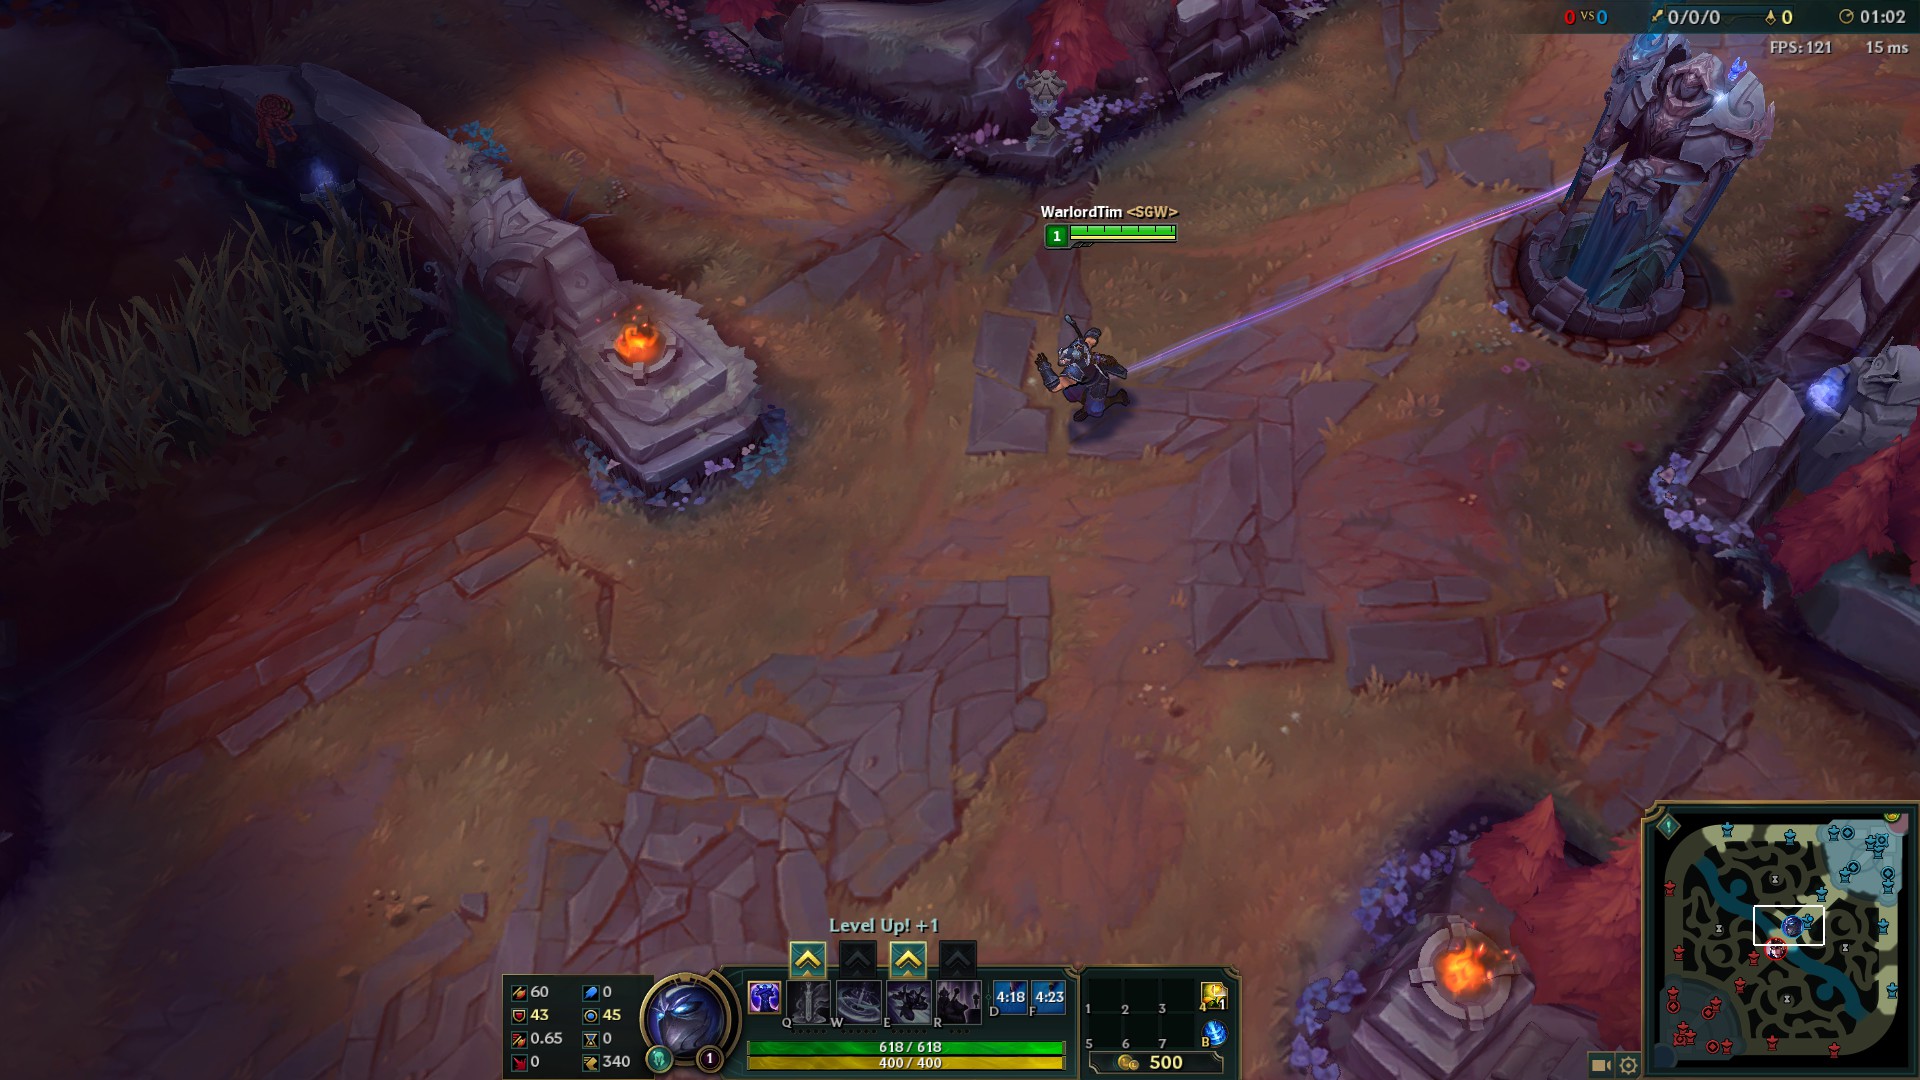 0 VS 0 0/0/0 0 01:02
FPS: 121 15 ms
WarlordTim <SGW>
1
Level Up! +1
60 0
43 45
0.65 0
0 340
1
Q W E R
4:18 4:23
D F
618 / 618
400 / 400
1 2 3 4 1
5 6 7 B
500